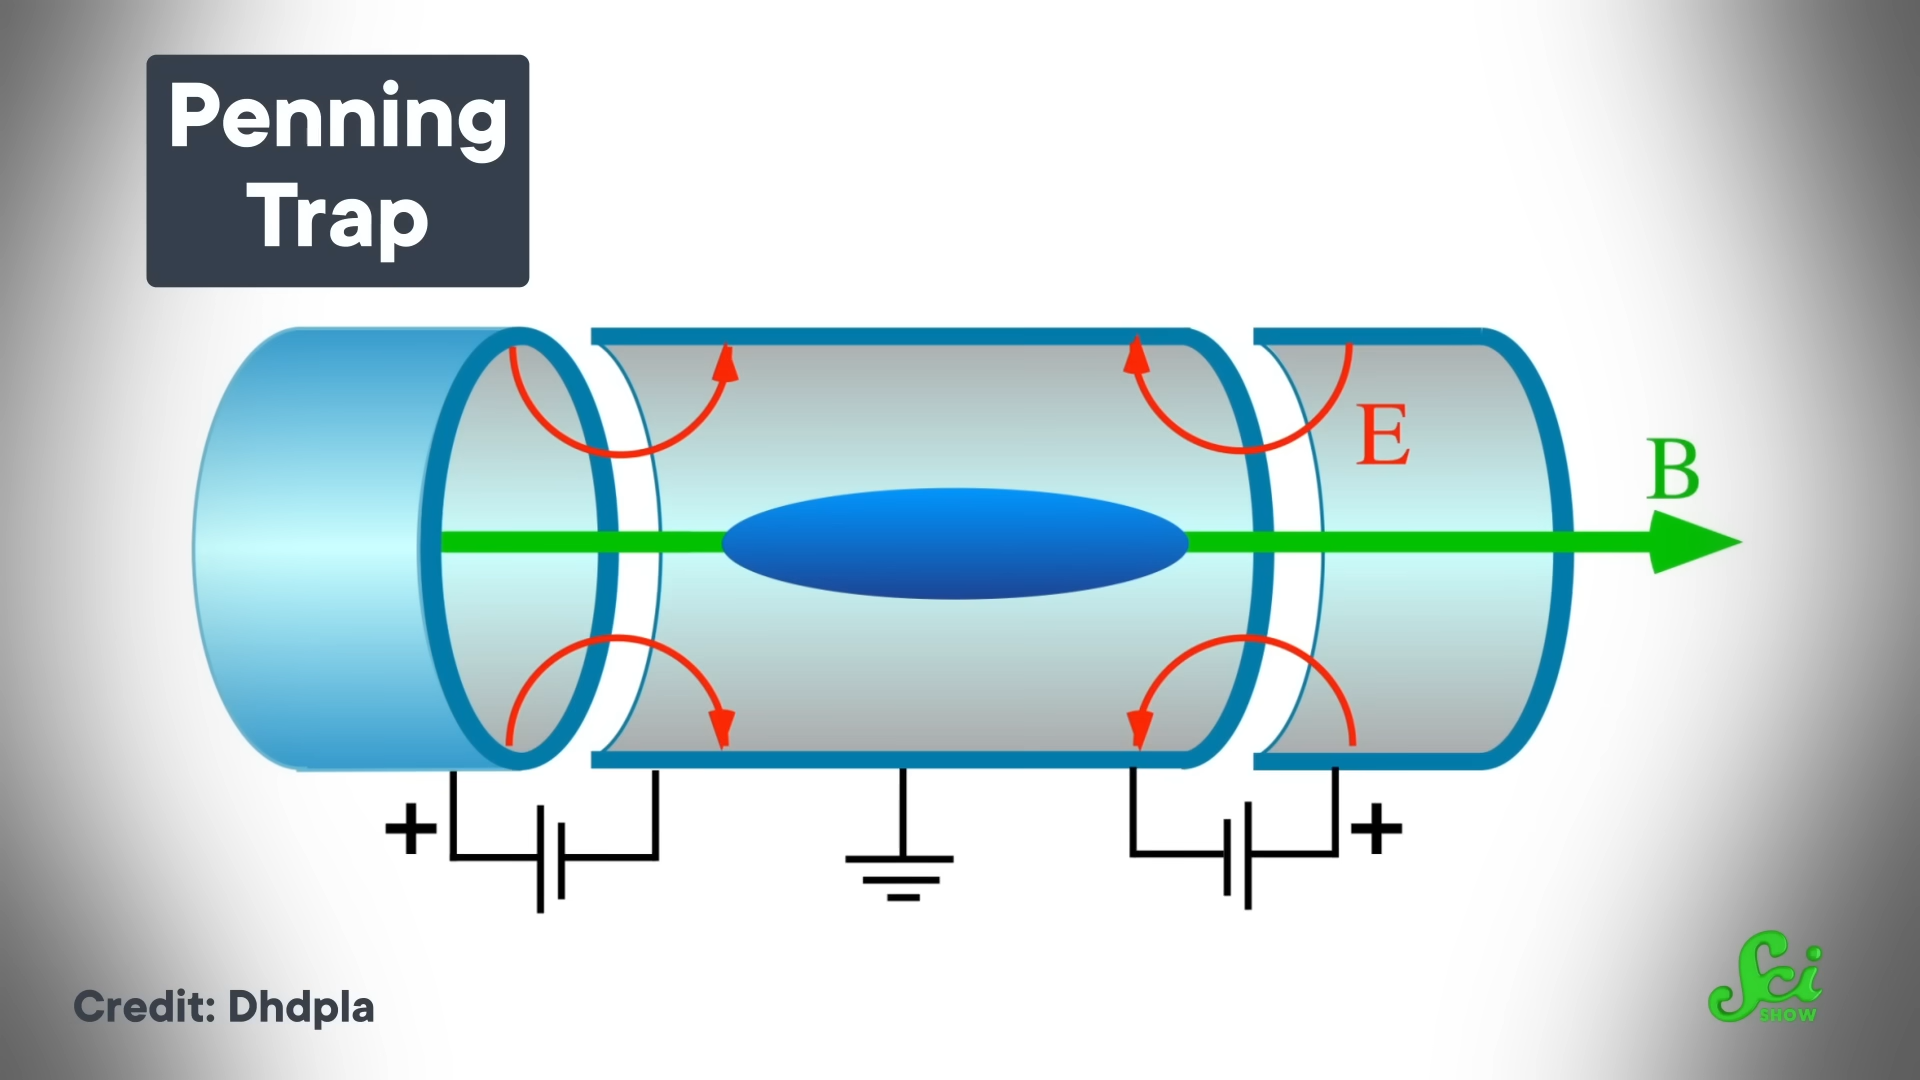 Penning
Trap
E
B
+
+
Credit: Dhdpla
Sci
SHOW